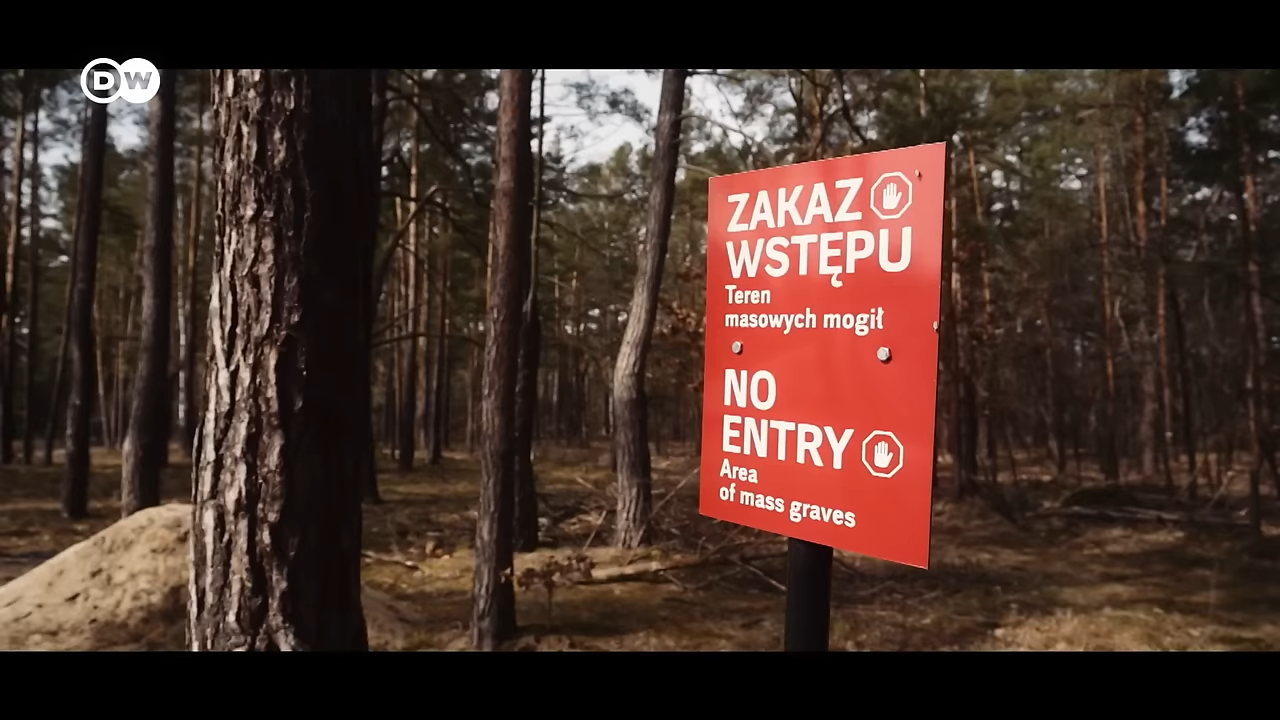 DW
ZAKAZ
WSTĘPU
Teren
masowych mogił
NO
ENTRY
Area
of mass graves